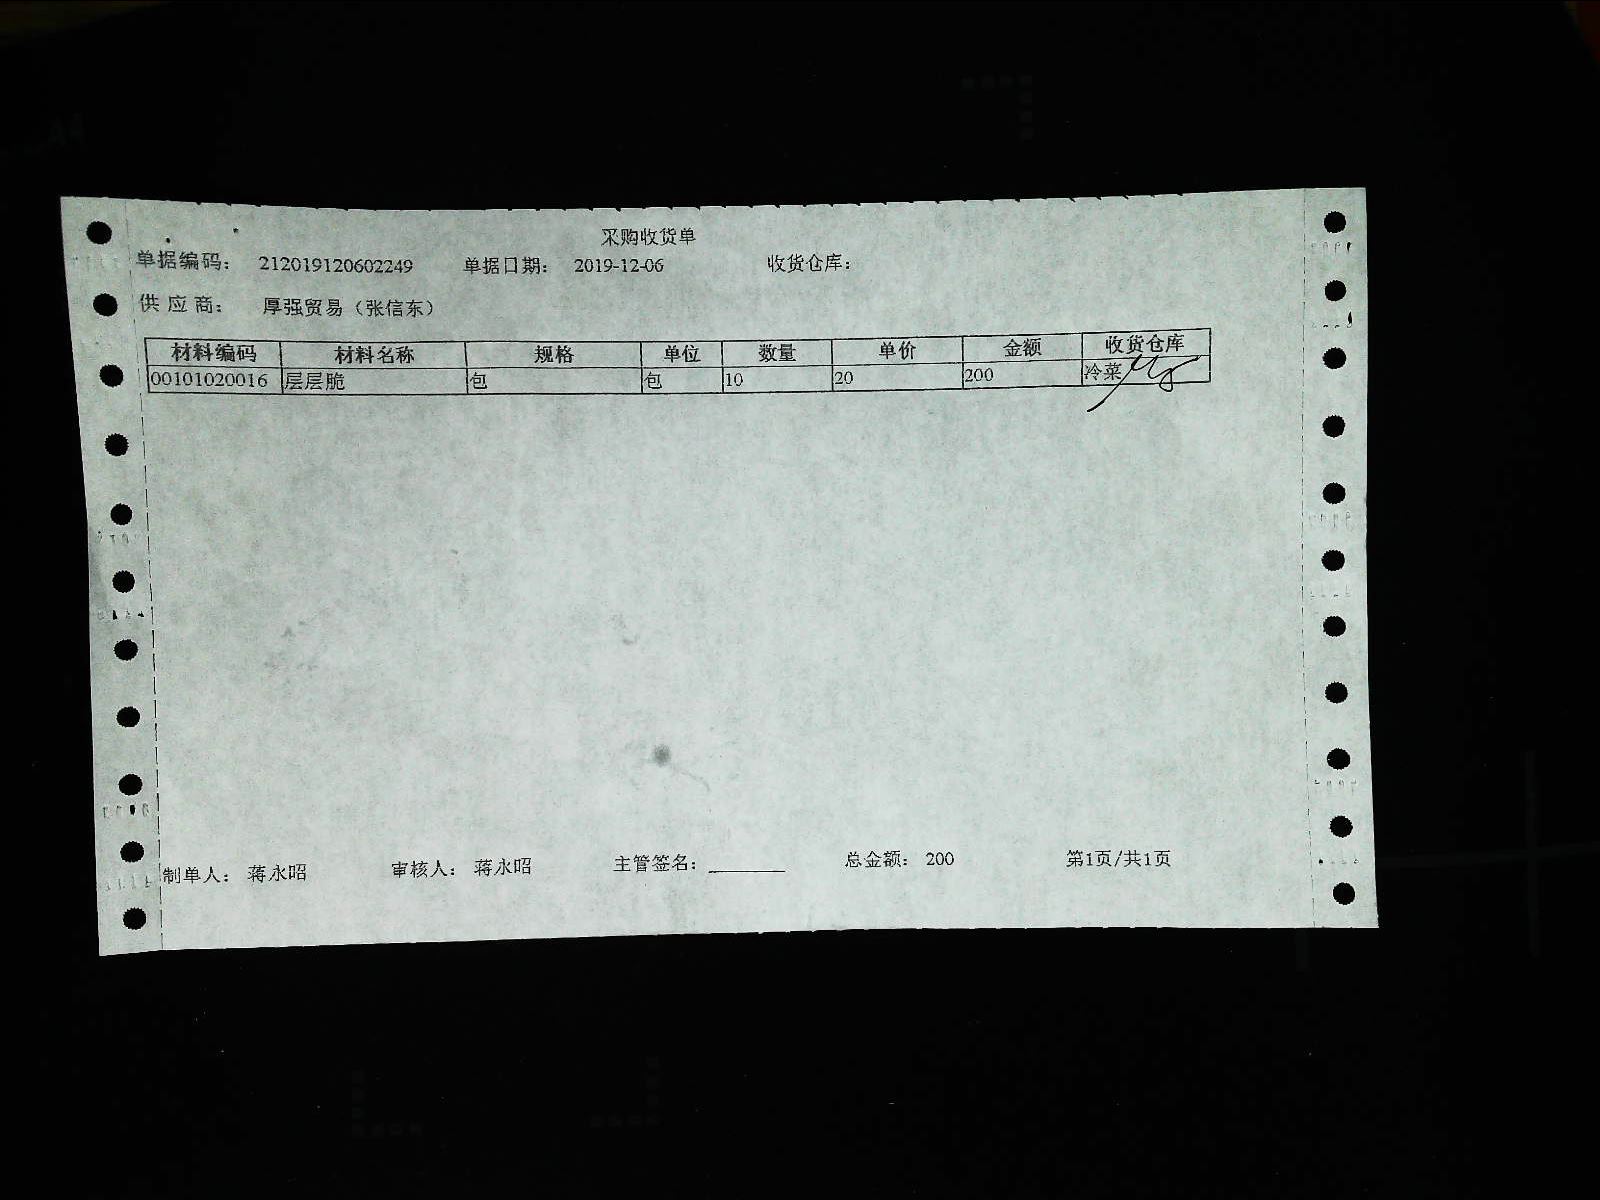 采购收货单
单据编码: 212019120602249 单据日期: 2019-12-06 收货仓库:
供应商: 厚强贸易（张信东）
材料编码 材料名称 规格 单位 数量 单价 金额 收货仓库
00101020016 层层脆 包 包 10 20 200 冷菜
制单人: 蒋永昭 审核人: 蒋永昭 主管签名: 总金额: 200 第1页/共1页